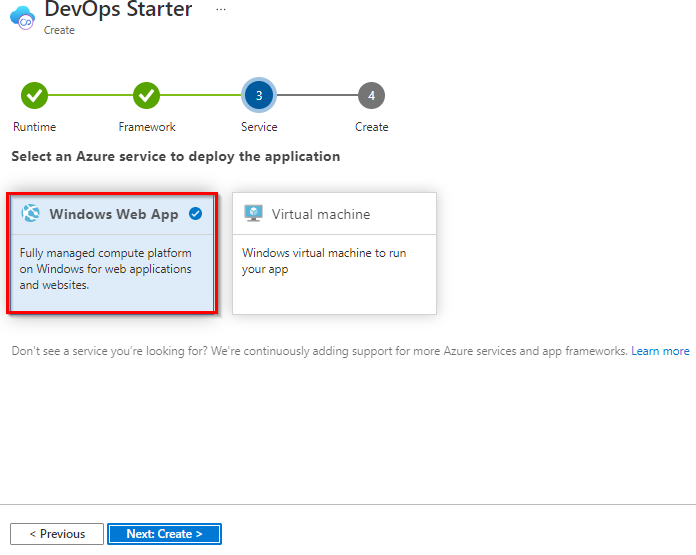 DevOps Starter ...
Create
3
4
Runtime
Framework
Service
Create
Select an Azure service to deploy the application
Windows Web App
Fully managed compute platform
on Windows for web applications
and websites.
Virtual machine
Windows virtual machine to run
your app
Don't see a service you're looking for? We're continuously adding support for more Azure services and app frameworks. Learn more
< Previous
Next: Create >